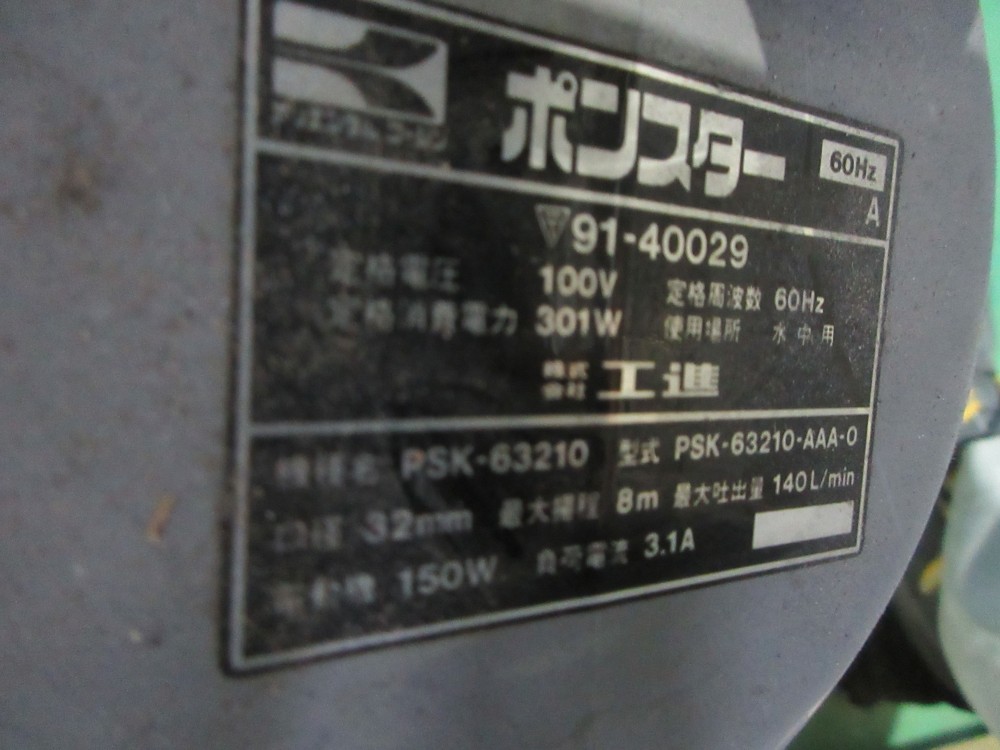 ポンスター 60Hz
A
▽91-40029
定格電圧 100V 定格周波数 60Hz
定格消費電力 301W 使用場所 水中用
株式会社 工進
機種名 PSK-63210 型式 PSK-63210-AAA-0
口径 32mm 最大揚程 8m 最大吐出量 140L/min
電動機 150W 負荷電流 3.1A